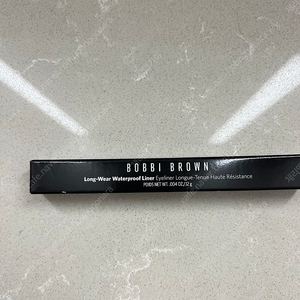 BOBBI BROWN
Long-Wear Waterproof Liner Eyeliner Longue-Tenue Haute Résistance
POIDS NET WT. .004 OZ/12 g